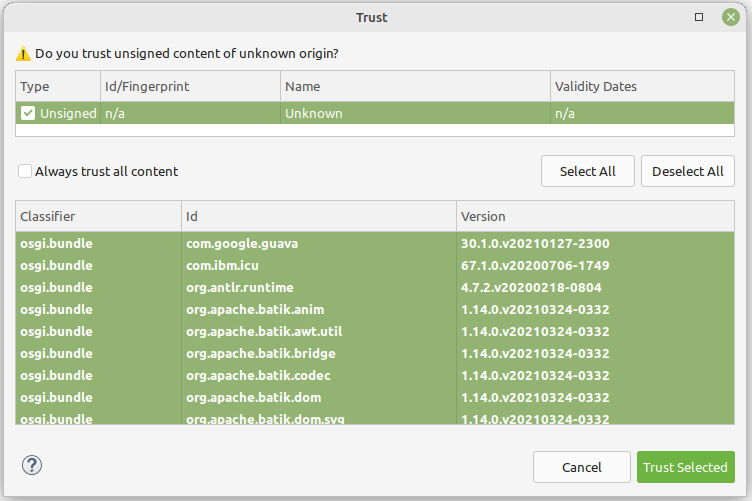 Trust
Do you trust unsigned content of unknown origin?
Type Id/Fingerprint Name Validity Dates
Unsigned n/a Unknown n/a
Always trust all content Select All Deselect All
Classifier Id Version
osgi.bundle com.google.guava 30.1.0.v20210127-2300
osgi.bundle com.ibm.icu 67.1.0.v20200706-1749
osgi.bundle org.antlr.runtime 4.7.2.v20200218-0804
osgi.bundle org.apache.batik.anim 1.14.0.v20210324-0332
osgi.bundle org.apache.batik.awt.util 1.14.0.v20210324-0332
osgi.bundle org.apache.batik.bridge 1.14.0.v20210324-0332
osgi.bundle org.apache.batik.codec 1.14.0.v20210324-0332
osgi.bundle org.apache.batik.dom 1.14.0.v20210324-0332
osgi.bundle org.apache.batik.dom.svg 1.14.0.v20210324-0332
? Cancel Trust Selected